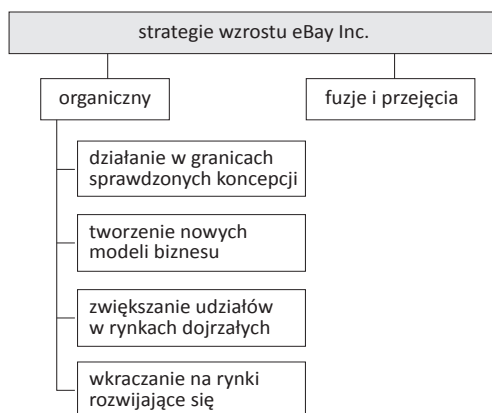 strategie wzrostu eBay Inc.
organiczny
fuzje i przejęcia
działanie w granicach
sprawdzonych koncepcji
tworzenie nowych
modeli biznesu
zwiększanie udziałów
w rynkach dojrzałych
wkraczanie na rynki
rozwijające się